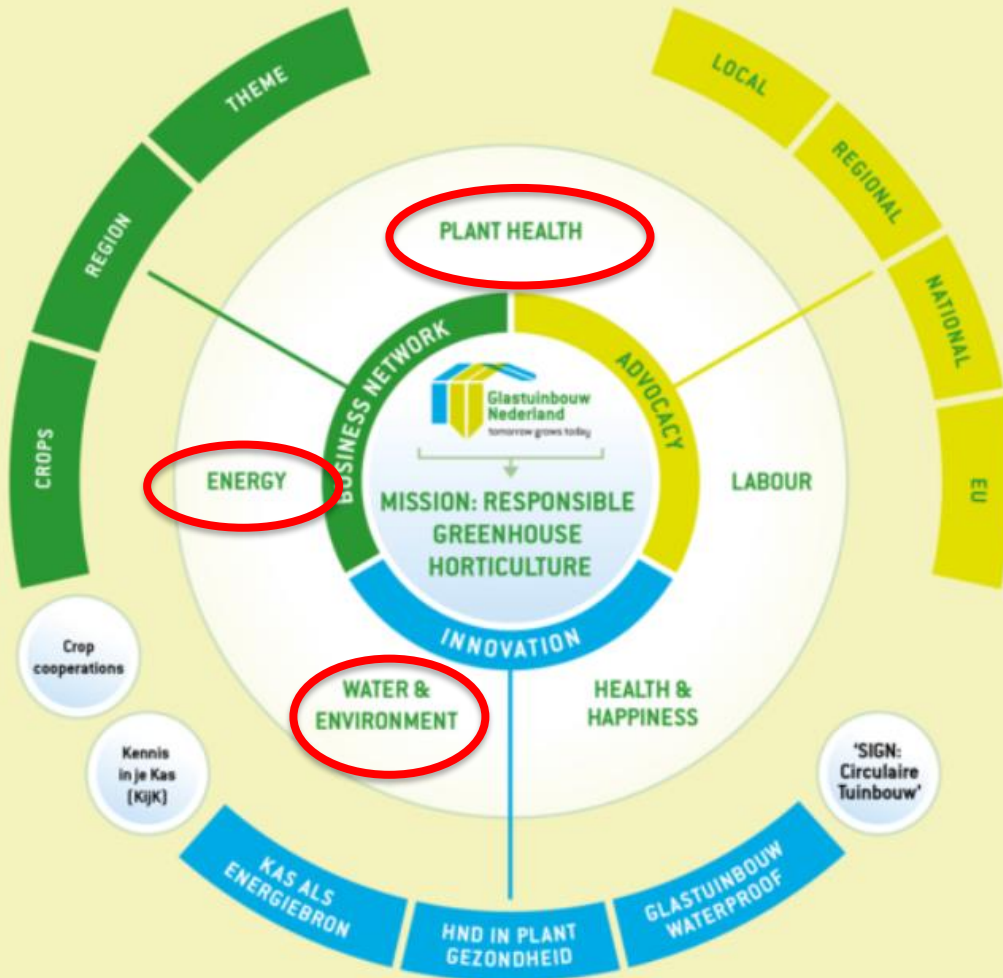 THEME
REGION
CROPS
LOCAL
REGIONAL
NATIONAL
EU
PLANT HEALTH
BUSINESS NETWORK
ADVOCACY
Glastuinbouw
Nederland
tomorrow grows today
ENERGY
LABOUR
MISSION: RESPONSIBLE
GREENHOUSE
HORTICULTURE
INNOVATION
WATER &
ENVIRONMENT
HEALTH &
HAPPINESS
Crop
cooperations
Kennis
in je Kas
(KijK)
'SIGN:
Circulaire
Tuinbouw'
KAS ALS
ENERGIEBRON
HND IN PLANT
GEZONDHEID
GLASTUINBOUW
WATERPROOF